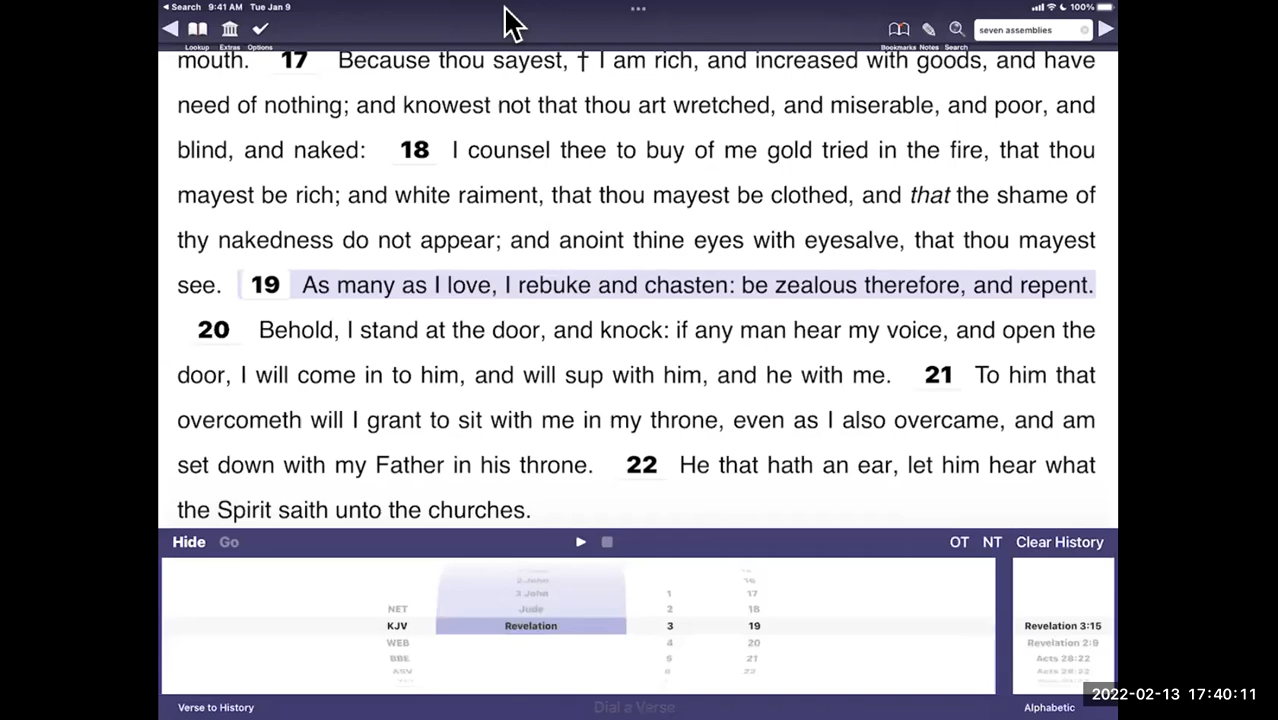 Search 9:41 AM Tue Jan 9
100%
Lookup Extras Options
Bookmarks Notes Search
seven assemblies
mouth. 17 Because thou sayest, † I am rich, and increased with goods, and have
need of nothing; and knowest not that thou art wretched, and miserable, and poor, and
blind, and naked: 18 I counsel thee to buy of me gold tried in the fire, that thou
mayest be rich; and white raiment, that thou mayest be clothed, and that the shame of
thy nakedness do not appear; and anoint thine eyes with eyesalve, that thou mayest
see. 19 As many as I love, I rebuke and chasten: be zealous therefore, and repent.
20 Behold, I stand at the door, and knock: if any man hear my voice, and open the
door, I will come in to him, and will sup with him, and he with me. 21 To him that
overcometh will I grant to sit with me in my throne, even as I also overcame, and am
set down with my Father in his throne. 22 He that hath an ear, let him hear what
the Spirit saith unto the churches.
Hide Go OT NT Clear History
2 John 16
3 John 1 17
NET Jude 2 18
KJV Revelation 3 19 Revelation 3:15
WEB 4 20 Revelation 2:9
BBE 5 21 Acts 28:22
ASV 6 22 Acts 28:22
Verse to History Dial a Verse Alphabetic
2022-02-13 17:40:11